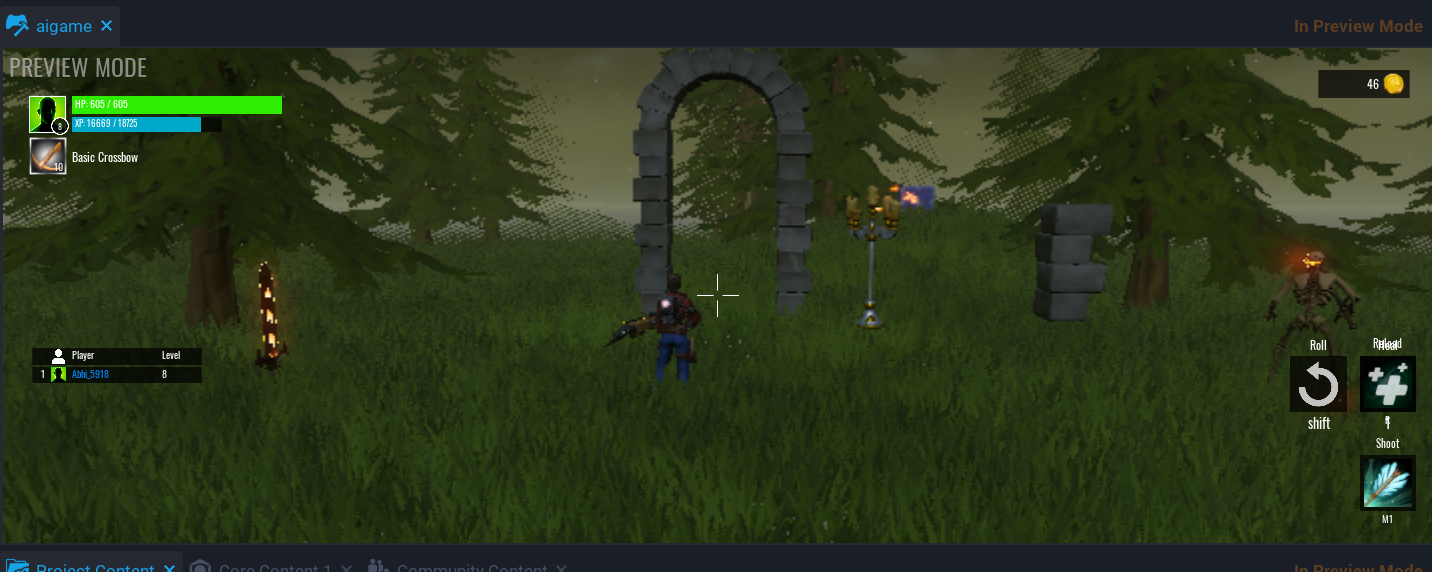 aigame
In Preview Mode
PREVIEW MODE
46
HP: 605 / 605
8
XP: 16669 / 18725
10
Basic Crossbow
Player Level
1 Abhi_5918 8
Roll
shift
Shoot
M1
Project Content
Core Content 1
Community Content
In Preview Mode